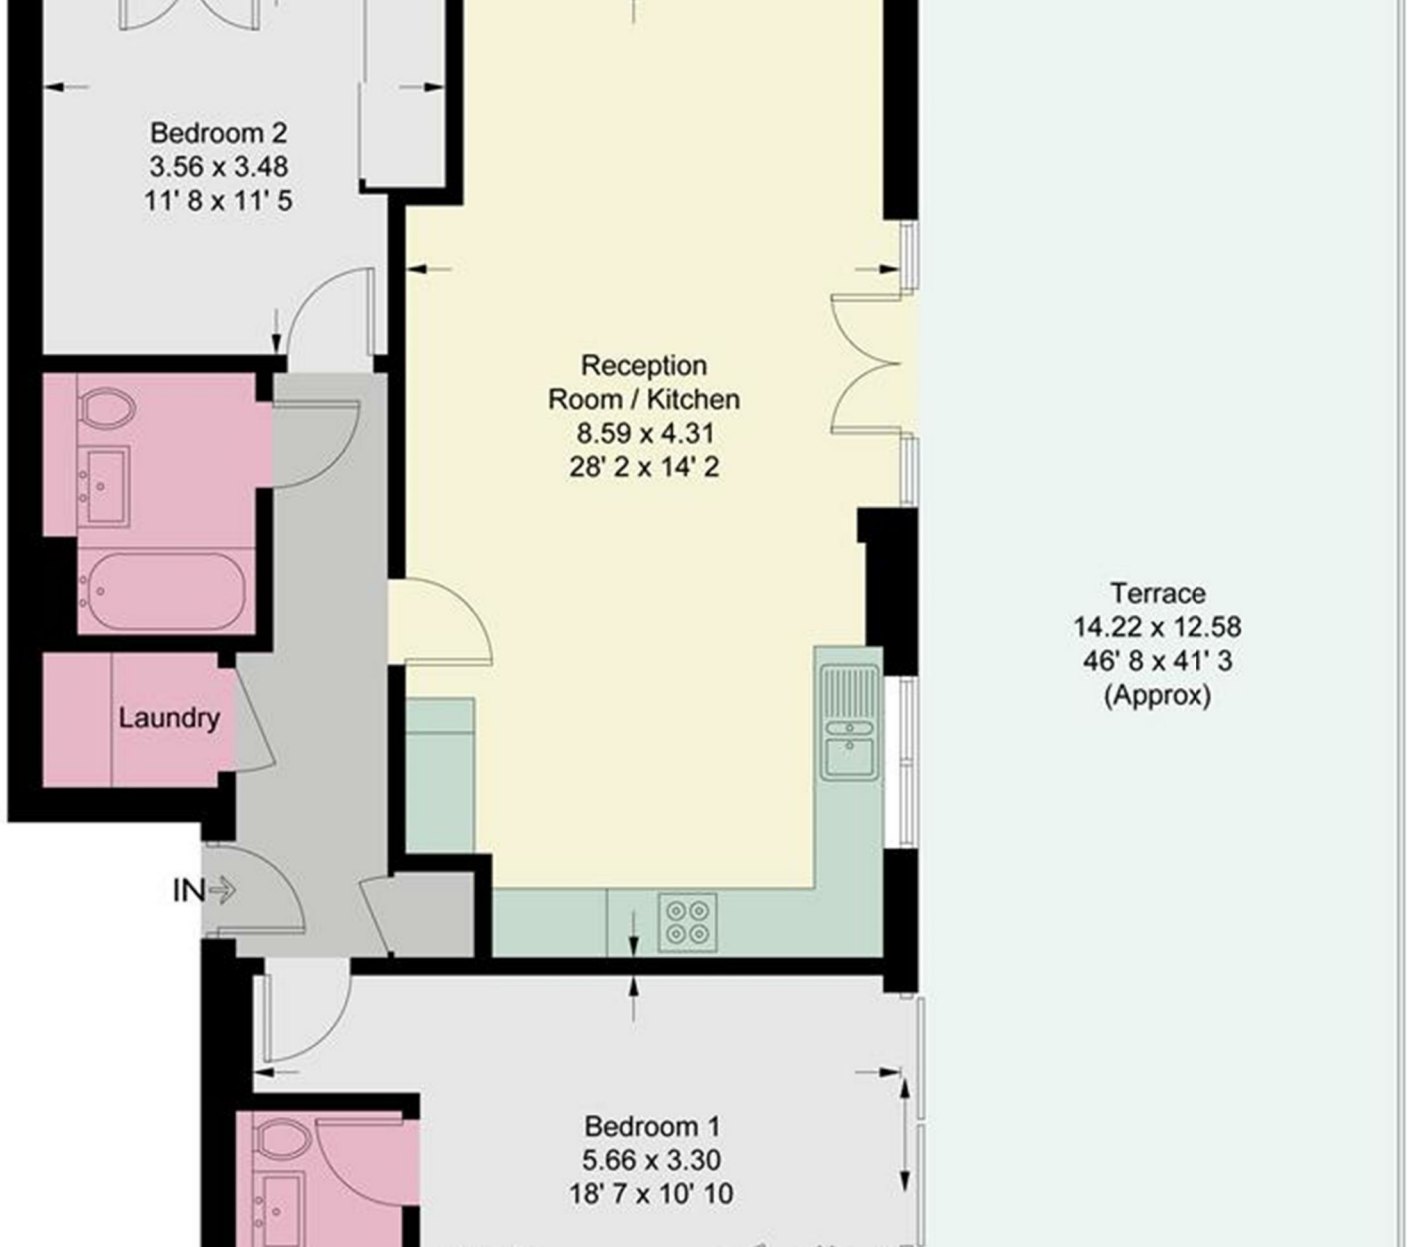 Bedroom 2
3.56 x 3.48
11' 8 x 11' 5
Reception
Room / Kitchen
8.59 x 4.31
28' 2 x 14' 2
Terrace
14.22 x 12.58
46' 8 x 41' 3
(Approx)
Laundry
IN
Bedroom 1
5.66 x 3.30
18' 7 x 10' 10